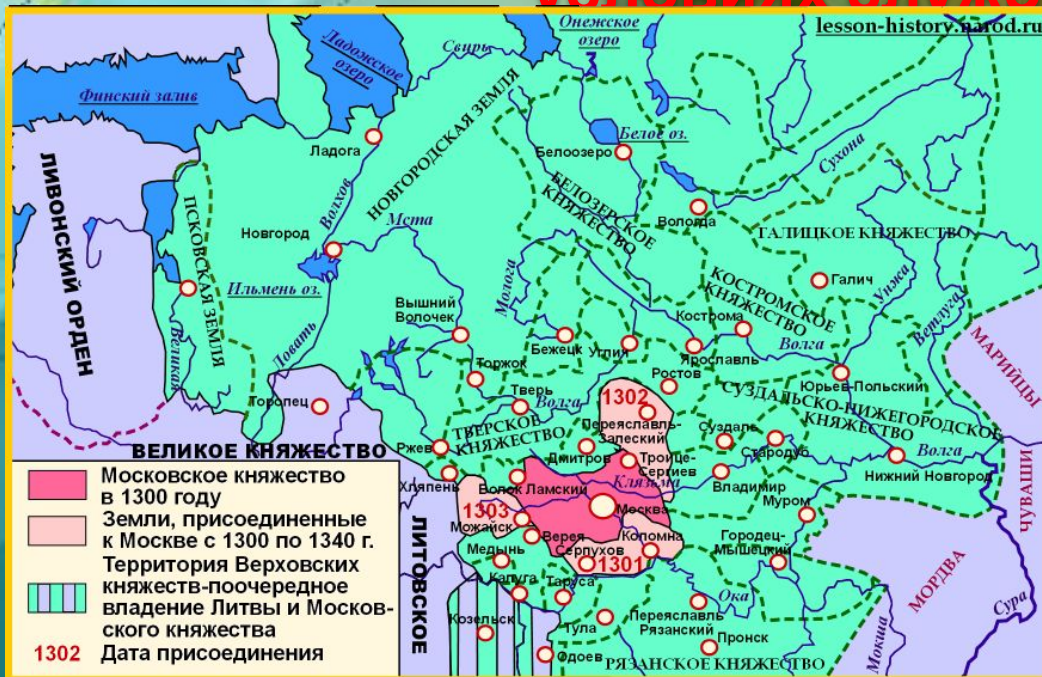 lesson-history.narod.ru
Онежское
озеро
Ладожское
озеро
Свирь
Финский залив
Ладога
Волхов
НОВГОРОДСКАЯ ЗЕМЛЯ
Белоозеро
Белое оз.
Сухона
БЕЛОЗЕРСКОЕ
КНЯЖЕСТВО
Вологда
ЛИВОНСКИЙ ОРДЕН
ПСКОВСКАЯ ЗЕМЛЯ
Новгород
Мста
ГАЛИЦКОЕ КНЯЖЕСТВО
Галич
Ильмень оз.
Молога
КОСТРОМСКОЕ
КНЯЖЕСТВО
Унжа
Ветлуга
Великая
Ловать
Вышний
Волочек
Кострома
Волга
МАРИЙЦЫ
Бежецк
Углич
Ярославль
Торжок
Ростов
Юрьев-Польский
Торопец
Тверь
Волга
1302
СУЗДАЛЬСКО-НИЖЕГОРОДСКОЕ
КНЯЖЕСТВО
ТВЕРСКОЕ
КНЯЖЕСТВО
Переяславль-
Залеский
Суздаль
Стародуб
Волга
ЧУВАШИ
ВЕЛИКОЕ КНЯЖЕСТВО
Ржев
Дмитров
Троице-
Сергиев
Нижний Новгород
Хляпень
Волок Ламский
Клязьма
Владимир
Муром
1303
Можайск
Москва
Верея
Коломна
Городец-
Мышецкий
МОРДВА
ЛИТОВСКОЕ
Медынь
Серпухов
1301
Калуга
Таруса
Ока
Сура
Козельск
Тула
Переяславль
Рязанский
Пронск
Мокша
Одоев
РЯЗАНСКОЕ КНЯЖЕСТВО
Московское княжество
в 1300 году
Земли, присоединенные
к Москве с 1300 по 1340 г.
Территория Верховских
княжеств-поочередное
владение Литвы и Москов-
ского княжества
1302 Дата присоединения